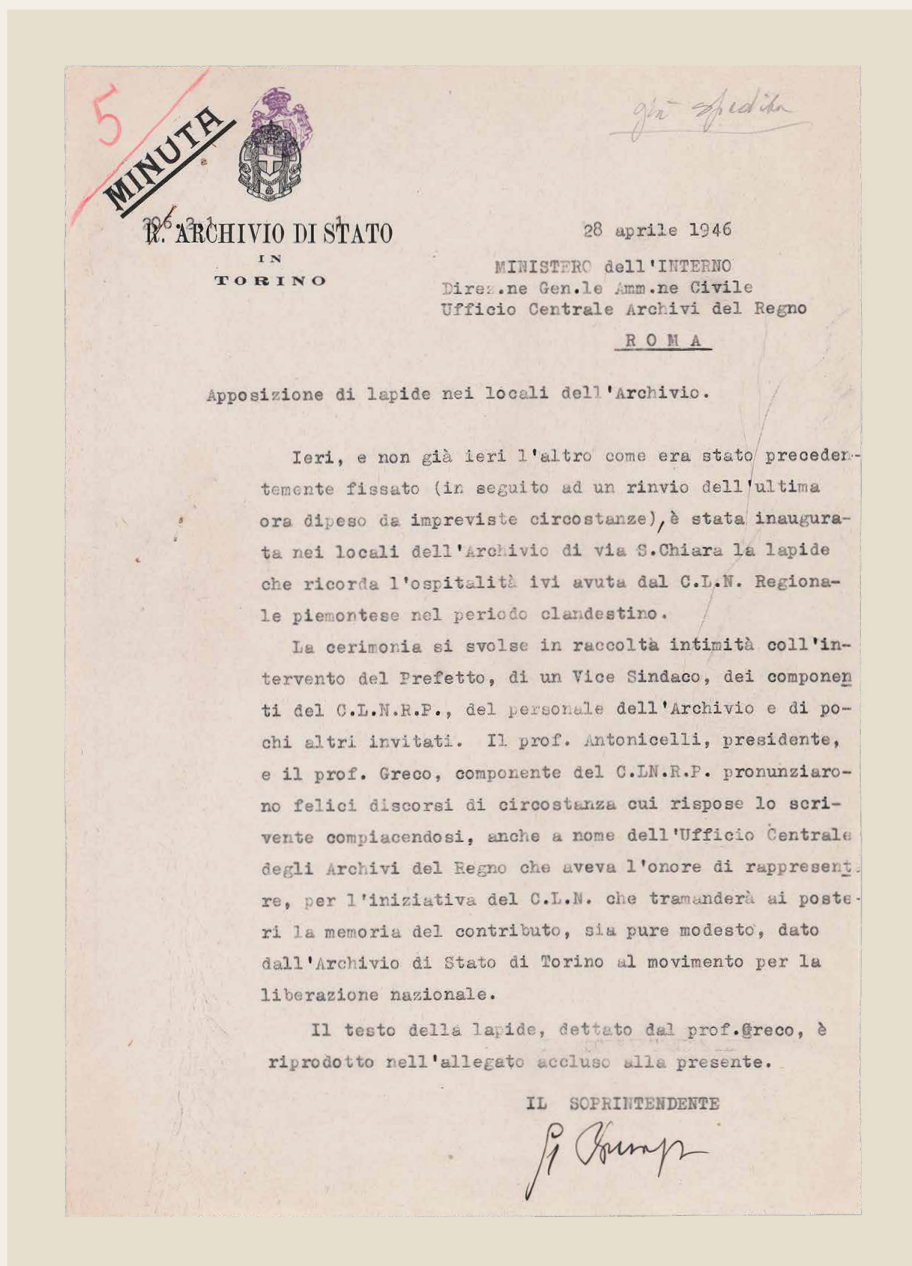 5
già spedita
MINUTA
206.3.1 1
R. ARCHIVIO DI STATO
IN
TORINO
28 aprile 1946
MINISTERO dell'INTERNO
Direz.ne Gen.le Amm.ne Civile
Ufficio Centrale Archivi del Regno
R O M A
Apposizione di lapide nei locali dell'Archivio.
Ieri, e non già ieri l'altro come era stato preceden-
temente fissato (in seguito ad un rinvio dell'ultima
ora dipeso da impreviste circostanze), è stata inaugura-
ta nei locali dell'Archivio di via S.Chiara la lapide
che ricorda l'ospitalità ivi avuta dal C.L.N. Regiona-
le piemontese nel periodo clandestino.
La cerimonia si svolse in raccolta intimità coll'in-
tervento del Prefetto, di un Vice Sindaco, dei componen
ti del C.L.N.R.P., del personale dell'Archivio e di po-
chi altri invitati. Il prof. Antonicelli, presidente,
e il prof. Greco, componente del C.LN.R.P. pronunziaro-
no felici discorsi di circostanza cui rispose lo scri-
vente compiacendosi, anche a nome dell'Ufficio Centrale
degli Archivi del Regno che aveva l'onore di rappresent.
re, per l'iniziativa del C.L.N. che tramanderà ai poste-
ri la memoria del contributo, sia pure modesto, dato
dall'Archivio di Stato di Torino al movimento per la
liberazione nazionale.
Il testo della lapide, dettato dal prof.Greco, è
riprodotto nell'allegato accluso alla presente.
IL SOPRINTENDENTE